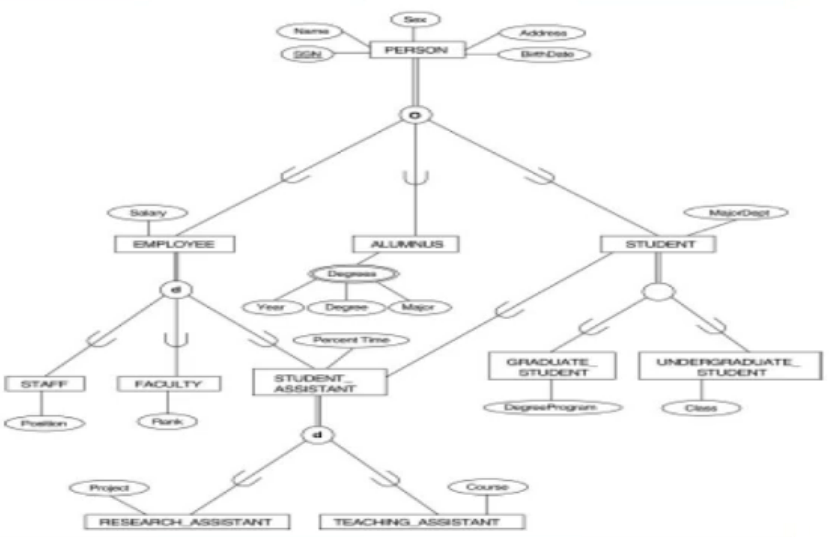 Sex
Name
Address
SSN
PERSON
BirthDate
O
Salary
MajorDept
EMPLOYEE
ALUMNUS
STUDENT
Degrees
d
Year
Degree
Major
Percent Time
STAFF
FACULTY
STUDENT_
ASSISTANT
GRADUATE_
STUDENT
UNDERGRADUATE_
STUDENT
DegreeProgram
Class
Position
Rank
d
Project
Course
RESEARCH_ASSISTANT
TEACHING_ASSISTANT